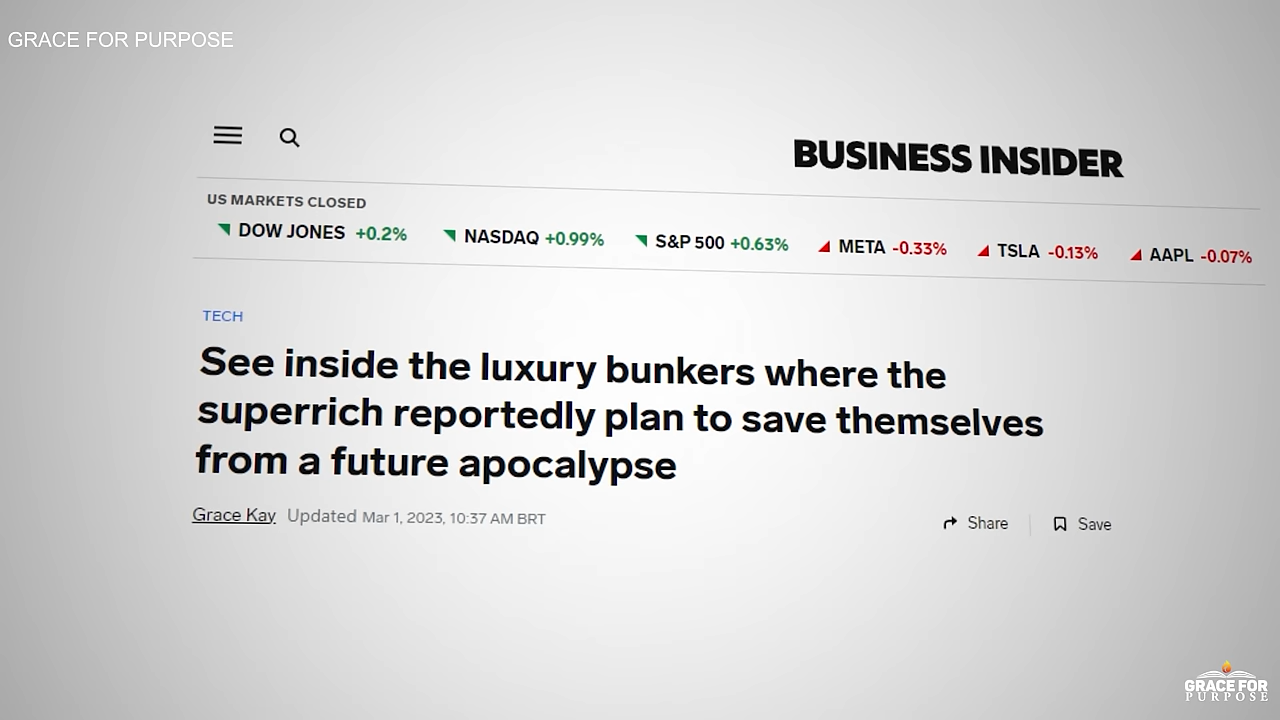 GRACE FOR PURPOSE
BUSINESS INSIDER
US MARKETS CLOSED
DOW JONES +0.2% NASDAQ +0.99% S&P 500 +0.63% META -0.33% TSLA -0.13% AAPL -0.07%
TECH
See inside the luxury bunkers where the
superrich reportedly plan to save themselves
from a future apocalypse
Grace Kay Updated Mar 1, 2023, 10:37 AM BRT Share Save
GRACE FOR
PURPOSE